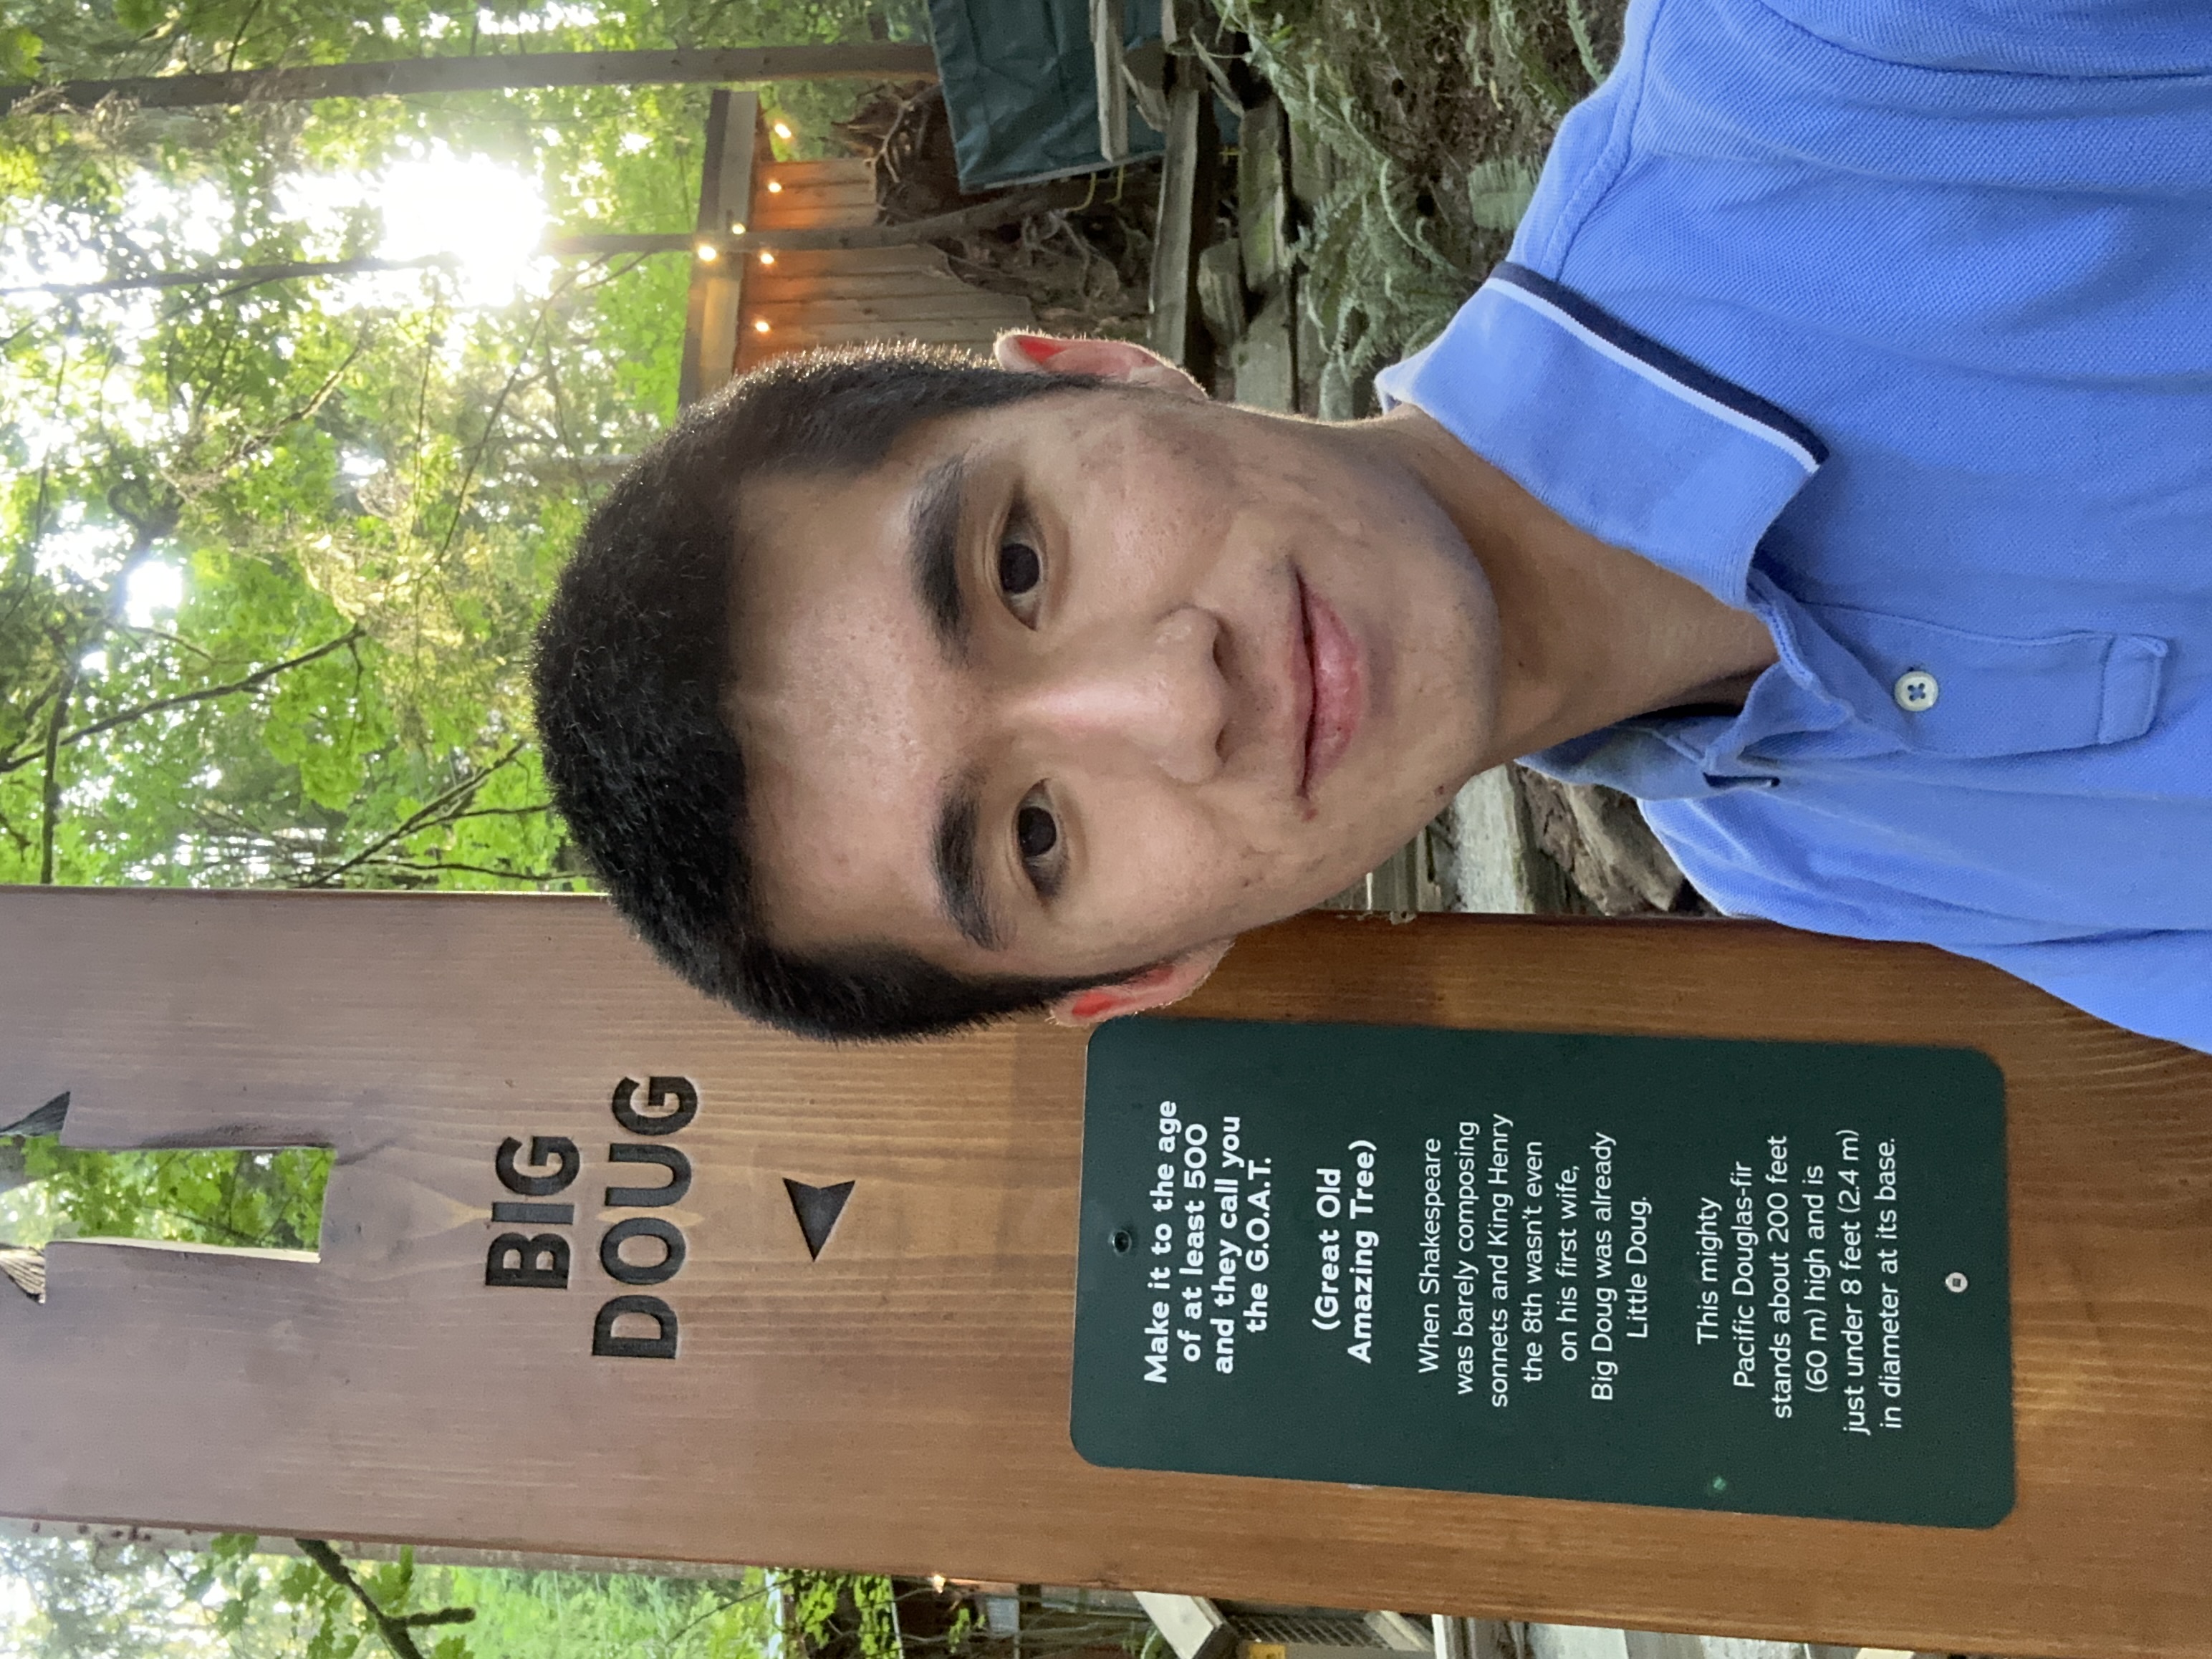 BIG
DOUG
Make it to the age
of at least 500
and they call you
the G.O.A.T.
(Great Old
Amazing Tree)
When Shakespeare
was barely composing
sonnets and King Henry
the 8th wasn't even
on his first wife,
Big Doug was already
Little Doug.
This mighty
Pacific Douglas-fir
stands about 200 feet
(60 m) high and is
just under 8 feet (2.4 m)
in diameter at its base.